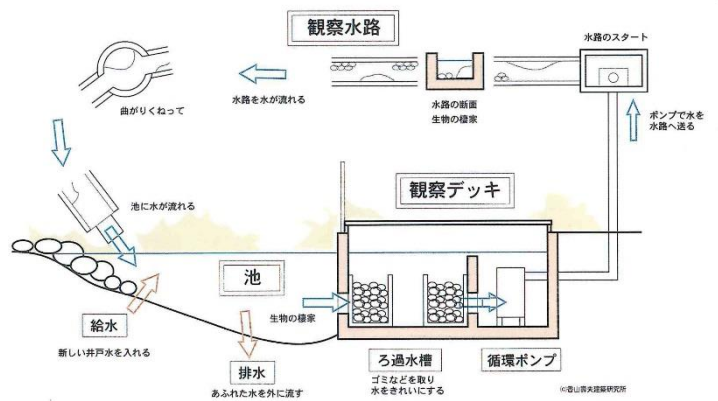 観察水路
水路のスタート
水路を水が流れる
水路の断面
生物の棲家
曲がりくねって
ポンプで水を
水路へ送る
観察デッキ
池に水が流れる
池
生物の棲家
給水
新しい井戸水を入れる
排水
あふれた水を外に流す
ろ過水槽
ゴミなどを取り
水をきれいにする
循環ポンプ